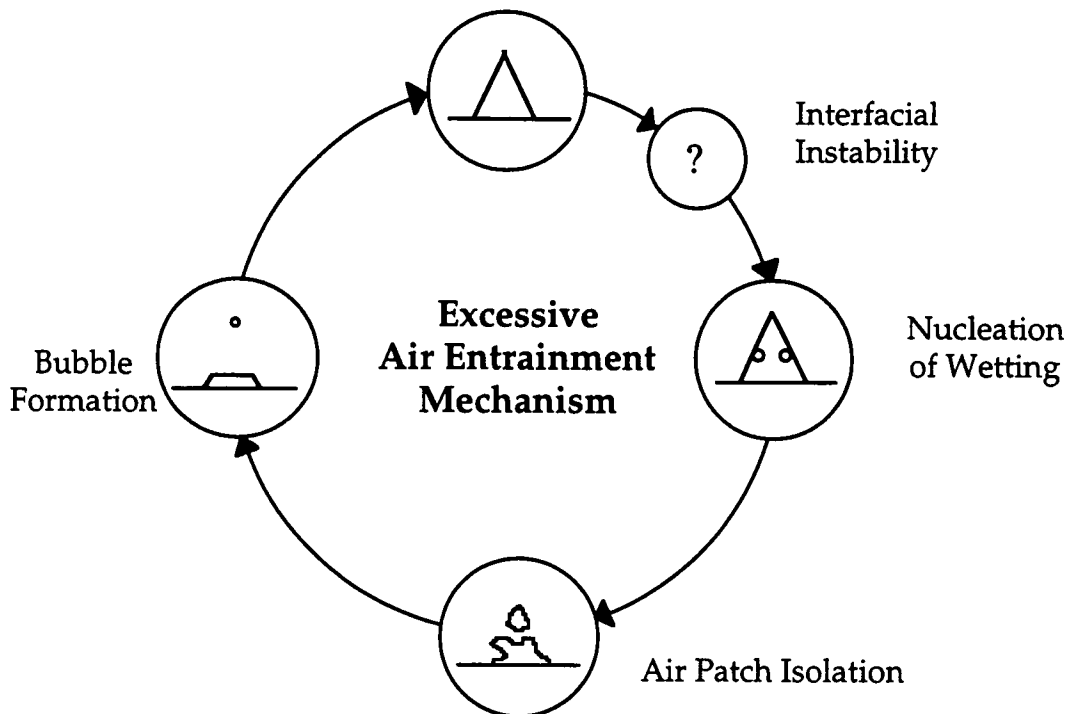 Interfacial
Instability
?
Excessive
Air Entrainment
Mechanism
Nucleation
of Wetting
Bubble
Formation
Air Patch Isolation